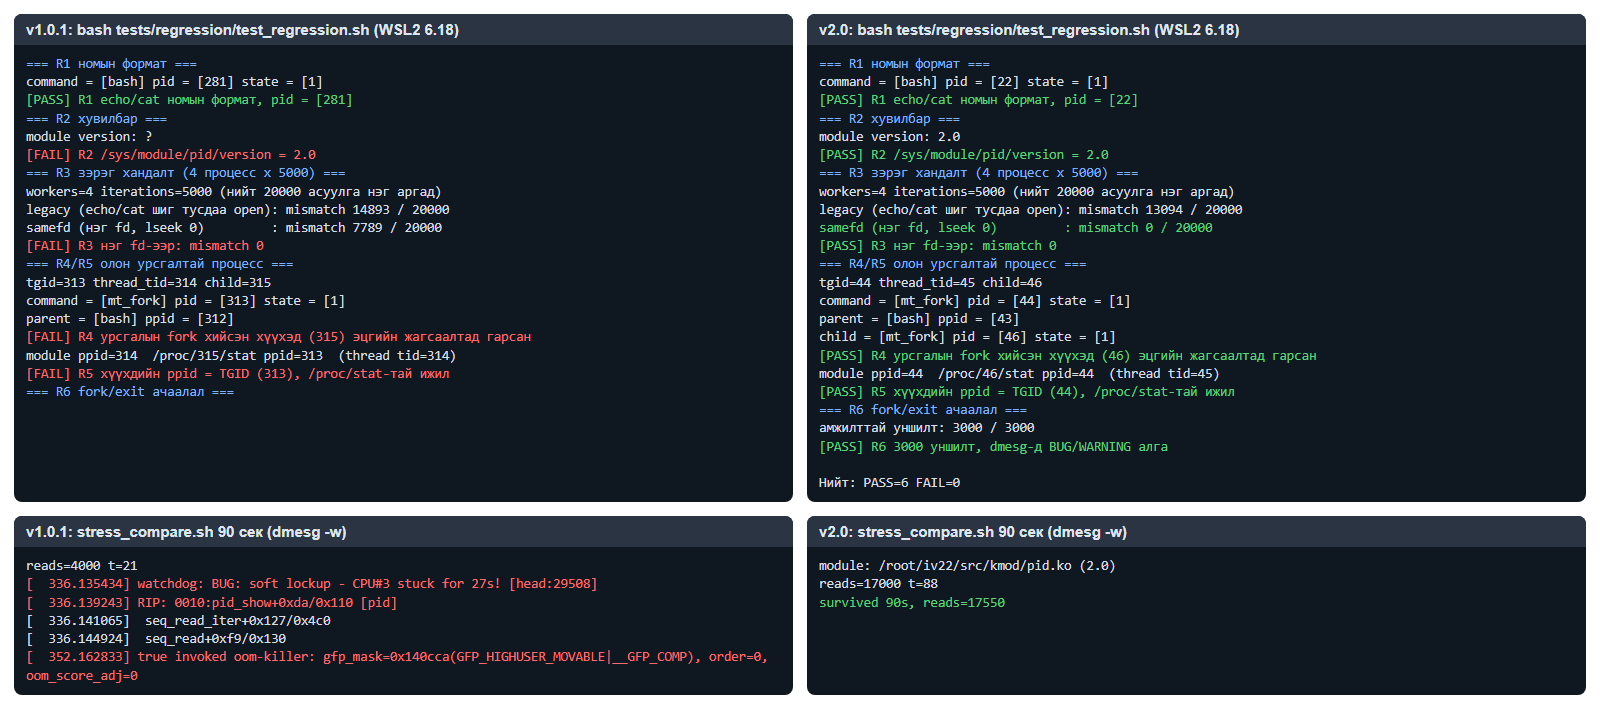 v1.0.1: bash tests/regression/test_regression.sh (WSL2 6.18)
=== R1 номын формат ===
command = [bash] pid = [281] state = [1]
[PASS] R1 echo/cat номын формат, pid = [281]
=== R2 хувилбар ===
module version: ?
[FAIL] R2 /sys/module/pid/version = 2.0
=== R3 зэрэг хандалт (4 процесс x 5000) ===
workers=4 iterations=5000 (нийт 20000 асуулга нэг аргад)
legacy (echo/cat шиг тусдаа open): mismatch 14893 / 20000
samefd (нэг fd, lseek 0)         : mismatch 7789 / 20000
[FAIL] R3 нэг fd-ээр: mismatch 0
=== R4/R5 олон урсгалтай процесс ===
tgid=313 thread_tid=314 child=315
command = [mt_fork] pid = [313] state = [1]
parent = [bash] ppid = [312]
[FAIL] R4 урсгалын fork хийсэн хүүхэд (315) эцгийн жагсаалтад гарсан
module ppid=314  /proc/315/stat ppid=313  (thread tid=314)
[FAIL] R5 хүүхдийн ppid = TGID (313), /proc/stat-тай ижил
=== R6 fork/exit ачаалал ===
v2.0: bash tests/regression/test_regression.sh (WSL2 6.18)
=== R1 номын формат ===
command = [bash] pid = [22] state = [1]
[PASS] R1 echo/cat номын формат, pid = [22]
=== R2 хувилбар ===
module version: 2.0
[PASS] R2 /sys/module/pid/version = 2.0
=== R3 зэрэг хандалт (4 процесс x 5000) ===
workers=4 iterations=5000 (нийт 20000 асуулга нэг аргад)
legacy (echo/cat шиг тусдаа open): mismatch 13094 / 20000
samefd (нэг fd, lseek 0)         : mismatch 0 / 20000
[PASS] R3 нэг fd-ээр: mismatch 0
=== R4/R5 олон урсгалтай процесс ===
tgid=44 thread_tid=45 child=46
command = [mt_fork] pid = [44] state = [1]
parent = [bash] ppid = [43]
child = [mt_fork] pid = [46] state = [1]
[PASS] R4 урсгалын fork хийсэн хүүхэд (46) эцгийн жагсаалтад гарсан
module ppid=44  /proc/46/stat ppid=44  (thread tid=45)
[PASS] R5 хүүхдийн ppid = TGID (44), /proc/stat-тай ижил
=== R6 fork/exit ачаалал ===
амжилттай уншилт: 3000 / 3000
[PASS] R6 3000 уншилт, dmesg-д BUG/WARNING алга
Нийт: PASS=6 FAIL=0
v1.0.1: stress_compare.sh 90 сек (dmesg -w)
reads=4000 t=21
[  336.135434] watchdog: BUG: soft lockup - CPU#3 stuck for 27s! [head:29508]
[  336.139243] RIP: 0010:pid_show+0xda/0x110 [pid]
[  336.141065]  seq_read_iter+0x127/0x4c0
[  336.144924]  seq_read+0xf9/0x130
[  352.162833] true invoked oom-killer: gfp_mask=0x140cca(GFP_HIGHUSER_MOVABLE|__GFP_COMP), order=0,
oom_score_adj=0
v2.0: stress_compare.sh 90 сек (dmesg -w)
module: /root/iv22/src/kmod/pid.ko (2.0)
reads=17000 t=88
survived 90s, reads=17550